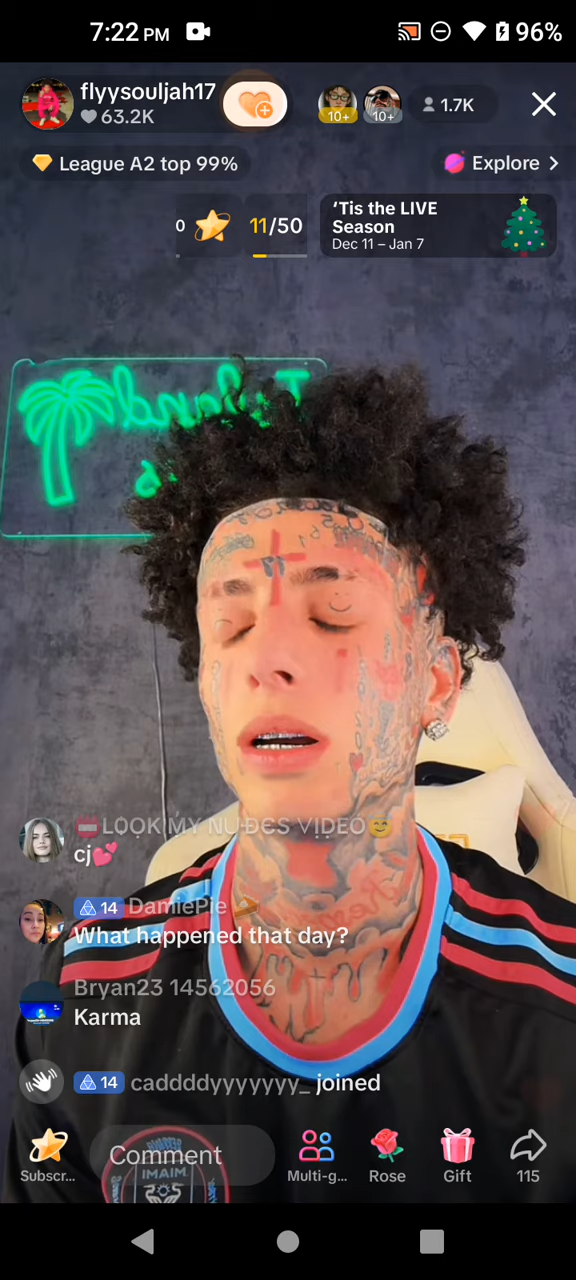 7:22 PM
96%
flyysouljah17
63.2K
10+
10+
1.7K
League A2 top 99%
Explore >
0
11/50
‘Tis the LIVE
Season
Dec 11 – Jan 7
LOOK MY NUDES VIDEO
cj
14 DamiePie
What happened that day?
Bryan23 14562056
Karma
14 caddddyyyyyyy_ joined
Comment
Subscr...
Multi-g...
Rose
Gift
115
MIAMI